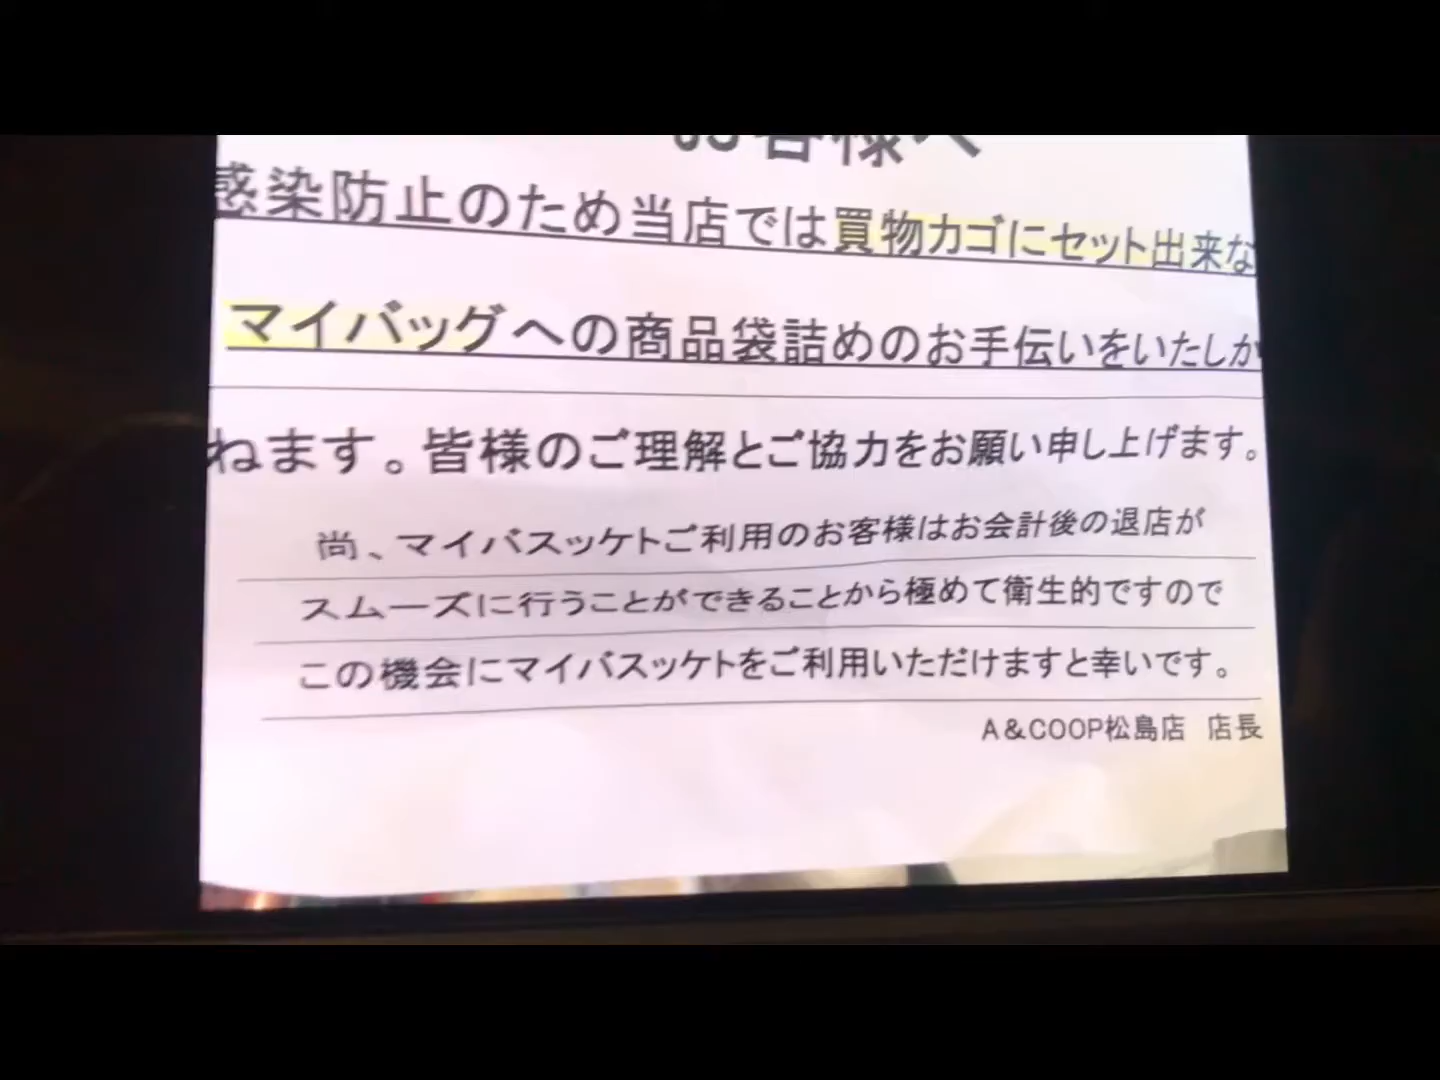 お客様へ
感染防止のため当店では買物カゴにセット出来な
マイバッグへの商品袋詰めのお手伝いをいたしか
ねます。皆様のご理解とご協力をお願い申し上げます。
尚、マイバスッケトご利用のお客様はお会計後の退店が
スムーズに行うことができることから極めて衛生的ですので
この機会にマイバスッケトをご利用いただけますと幸いです。
A&COOP松島店 店長